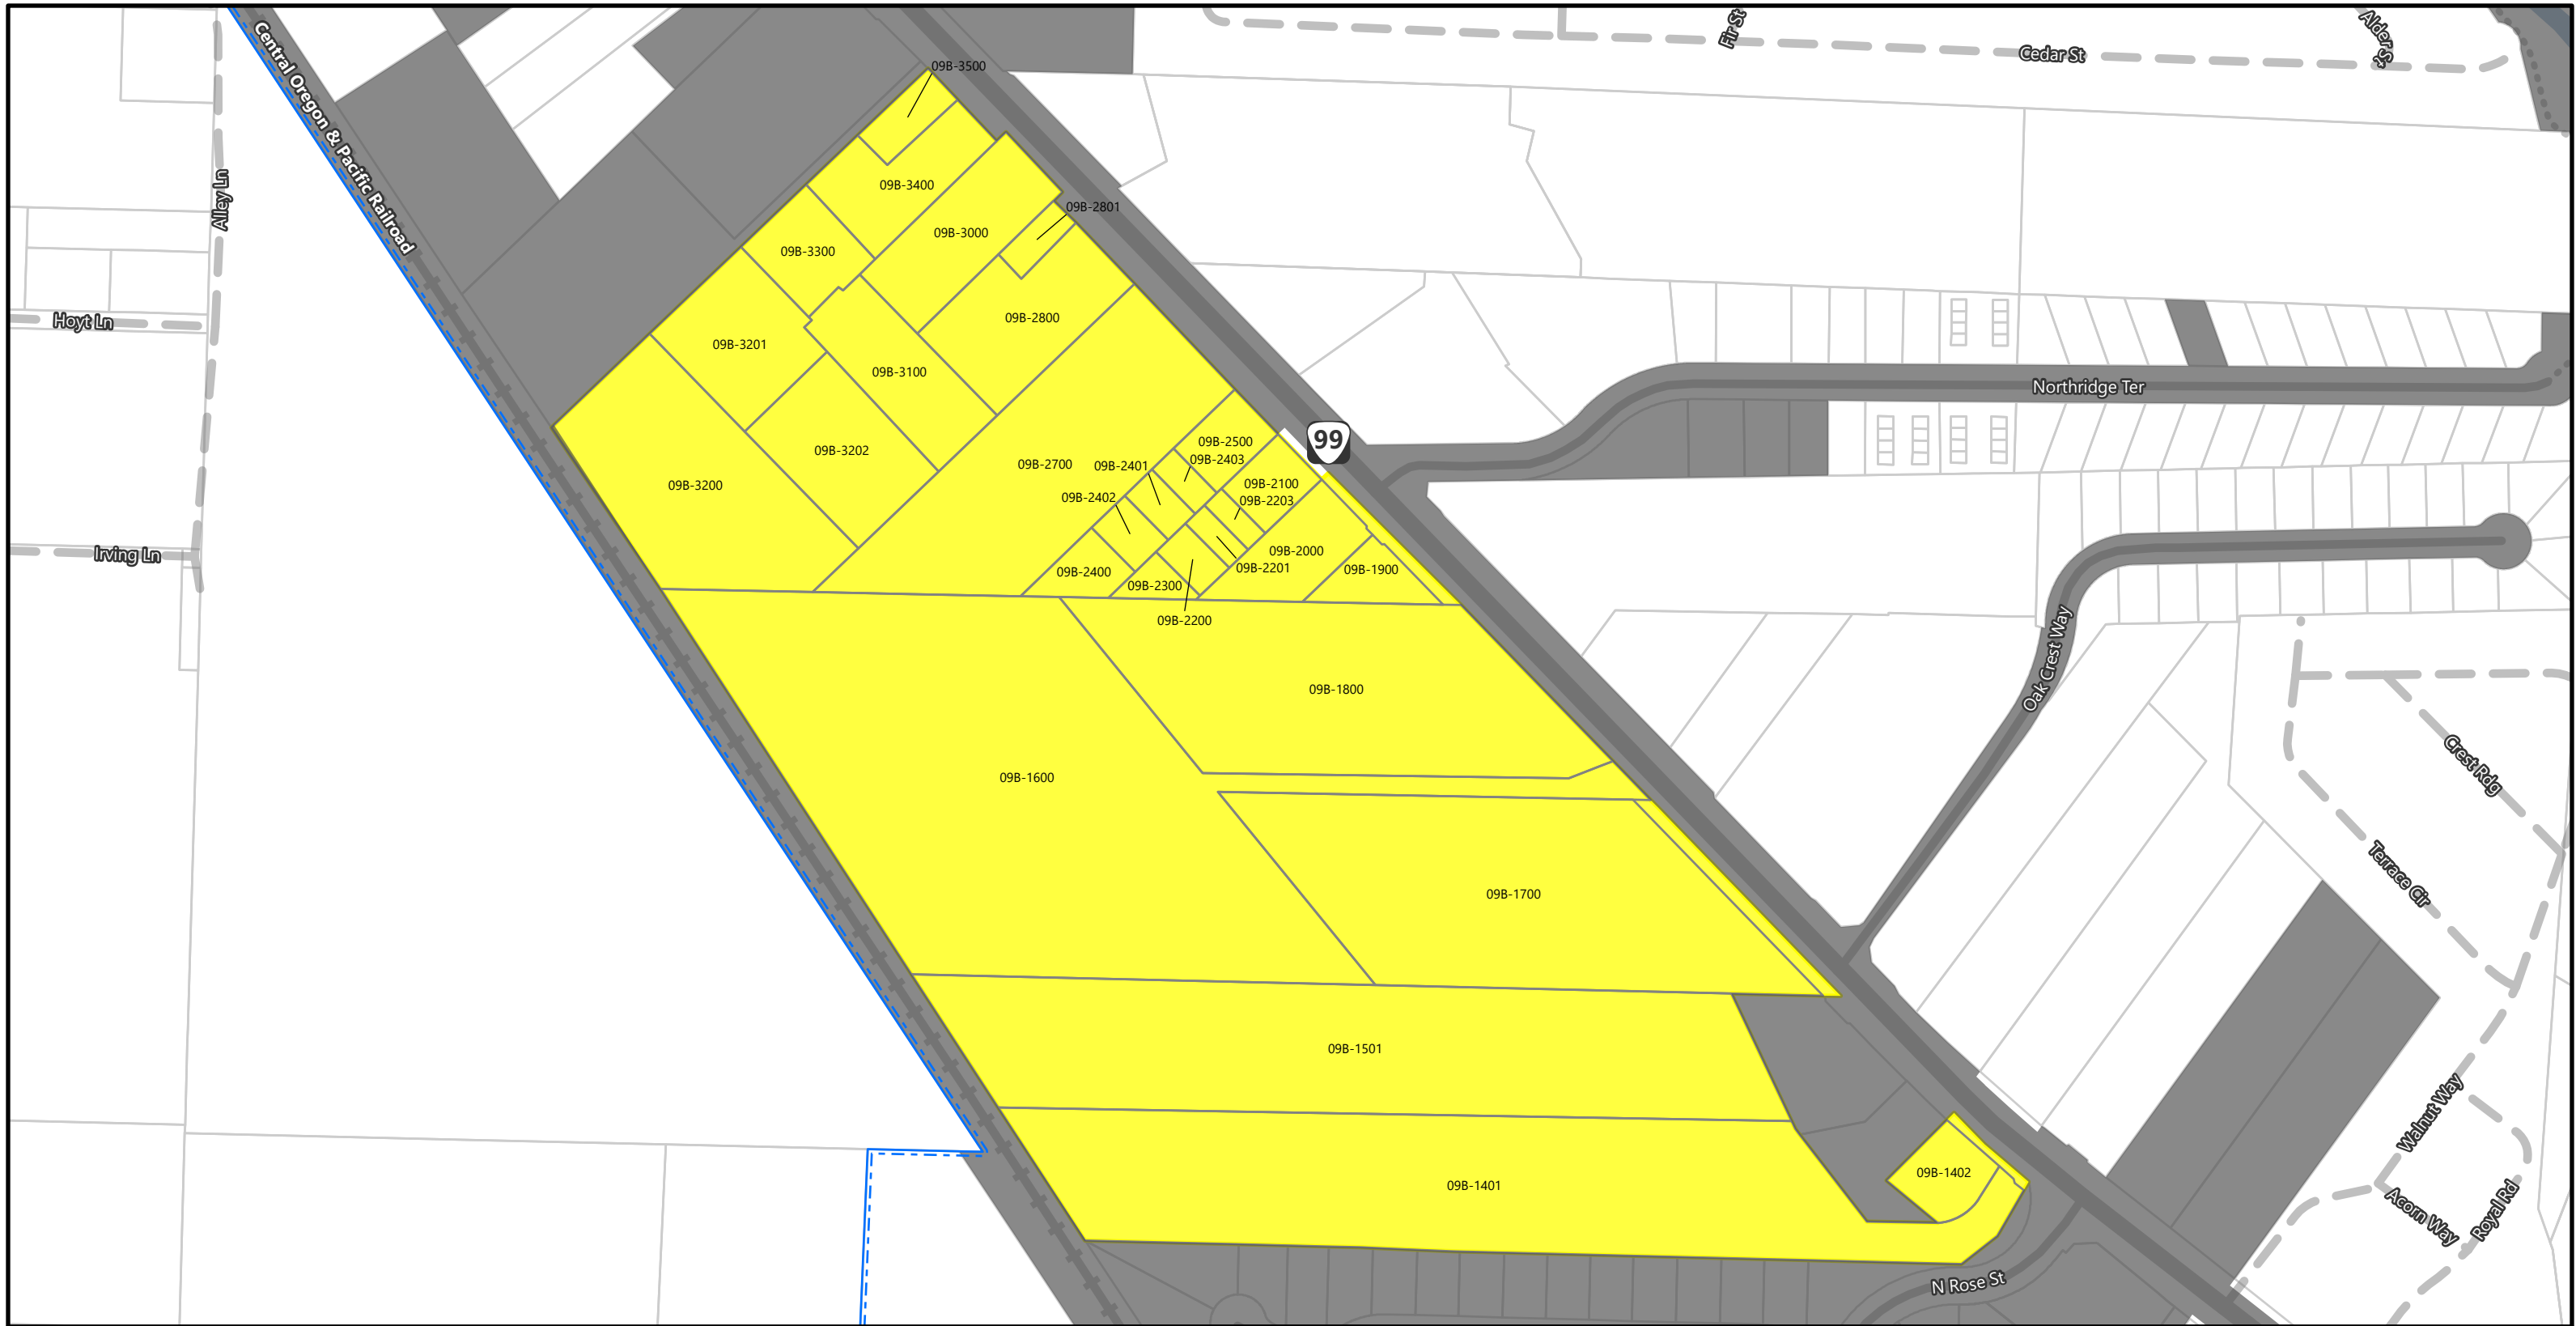 Central Oregon & Pacific Railroad
Fir St
Cedar St
Alder St
09B-3500
Alley Ln
09B-3400
09B-2801
09B-3000
09B-3300
Hoyt Ln
09B-2800
09B-3201
09B-3100
Northridge Ter
99
09B-2500
09B-3202
09B-2403
09B-2700
09B-2401
09B-3200
09B-2100
09B-2402
09B-2203
Irving Ln
09B-2000
09B-2201
09B-1900
09B-2400
09B-2300
09B-2200
Oak Crest Way
09B-1800
Crest Rdg
09B-1600
Terrace Cir
09B-1700
09B-1501
Walnut Way
09B-1402
09B-1401
Acorn Way
Royal Rd
N Rose St